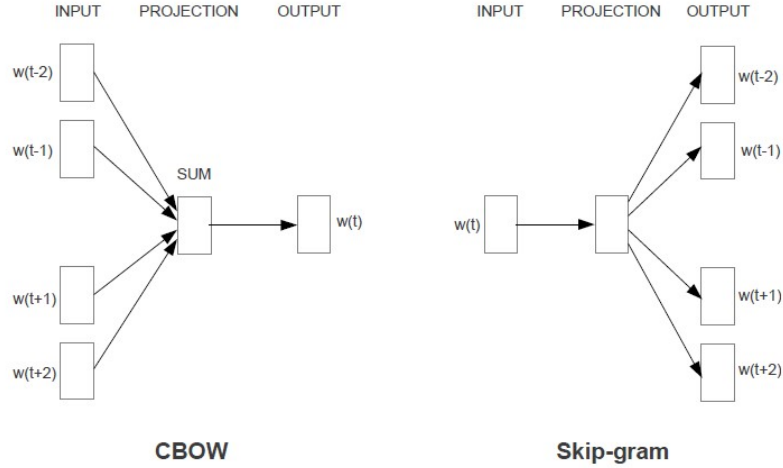 INPUT PROJECTION OUTPUT
w(t-2)
w(t-1)
SUM
w(t)
w(t+1)
w(t+2)
CBOW
INPUT PROJECTION OUTPUT
w(t-2)
w(t-1)
w(t)
w(t+1)
w(t+2)
Skip-gram